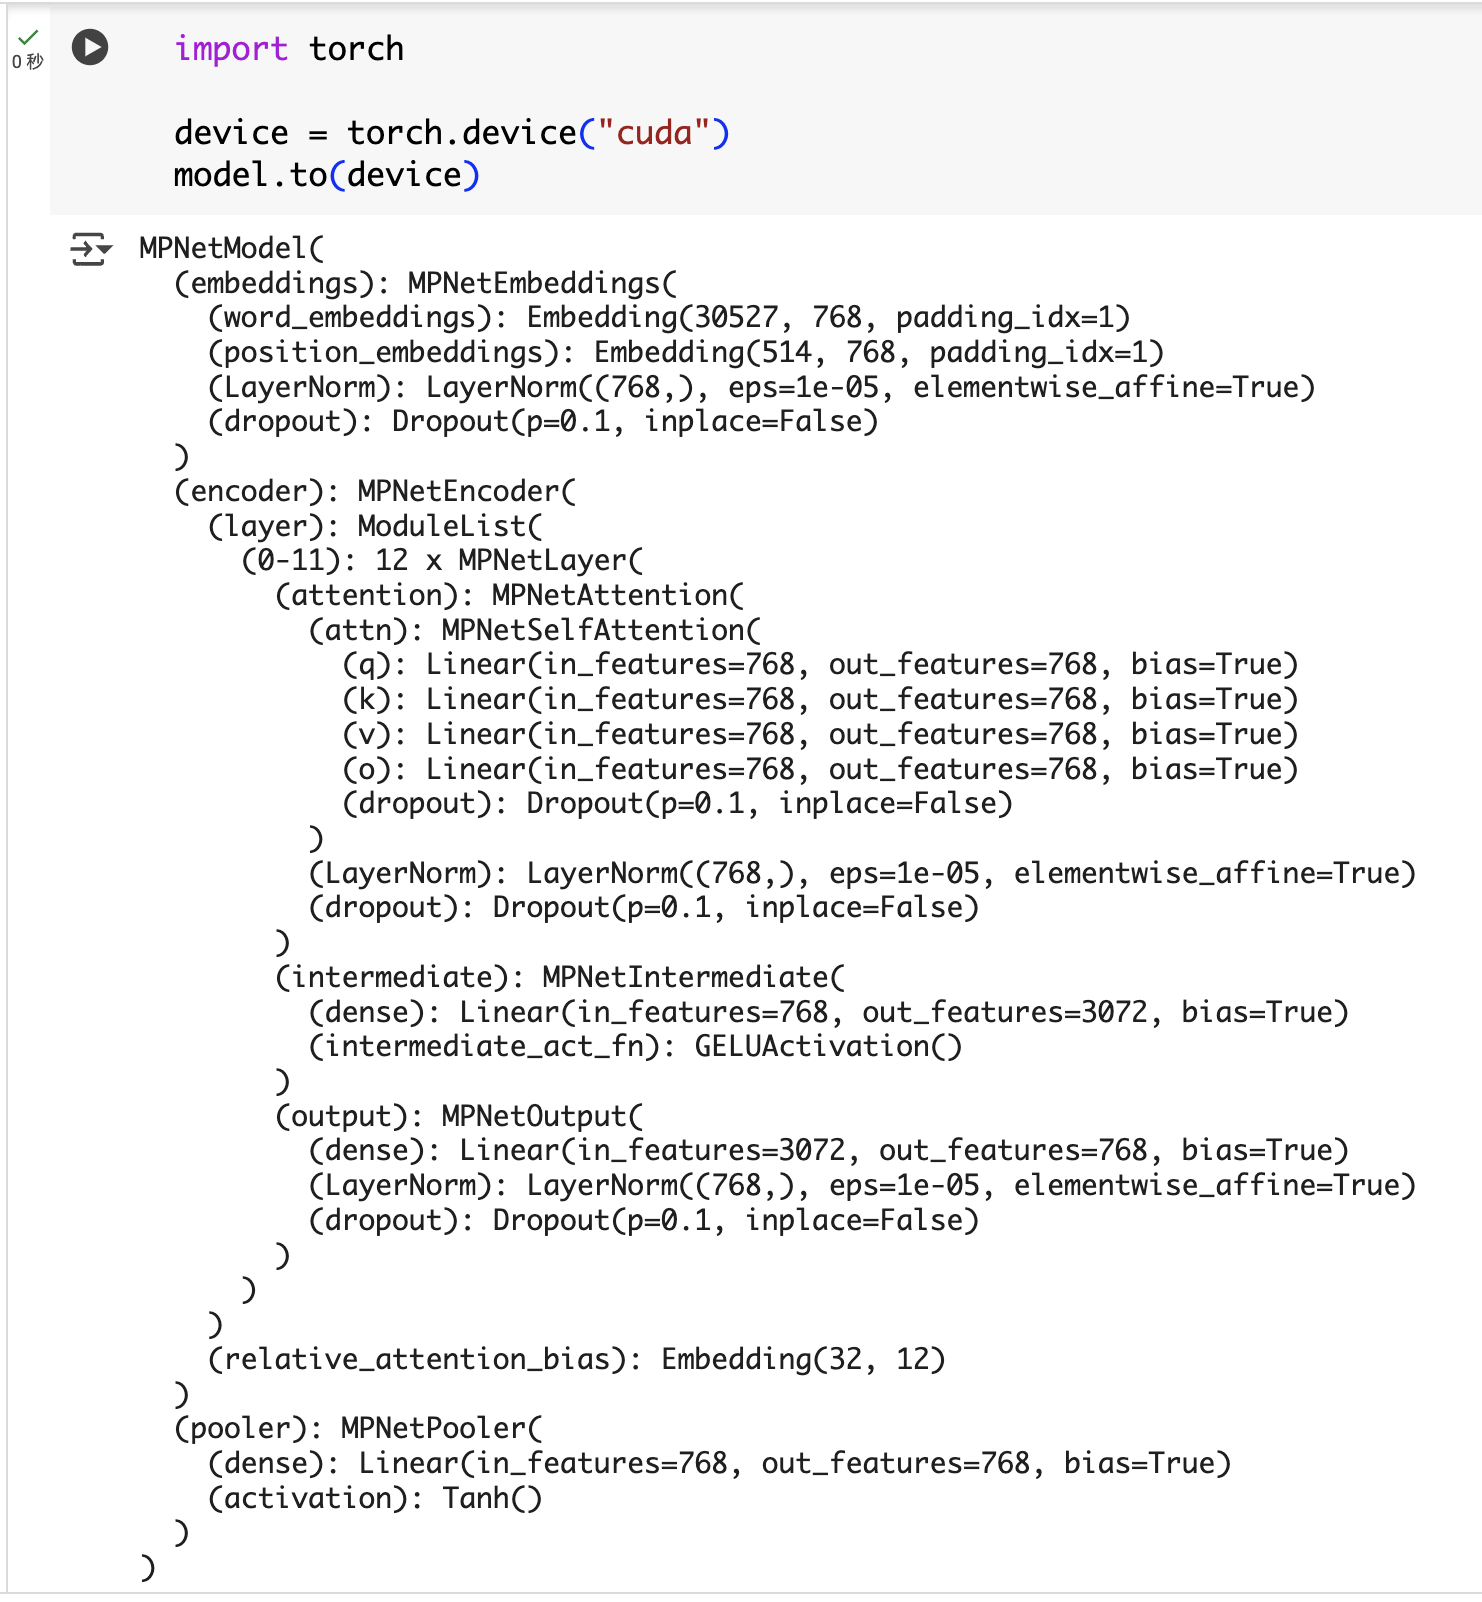 0 秒
import torch
device = torch.device("cuda")
model.to(device)
MPNetModel(
(embeddings): MPNetEmbeddings(
(word_embeddings): Embedding(30527, 768, padding_idx=1)
(position_embeddings): Embedding(514, 768, padding_idx=1)
(LayerNorm): LayerNorm((768,), eps=1e-05, elementwise_affine=True)
(dropout): Dropout(p=0.1, inplace=False)
)
(encoder): MPNetEncoder(
(layer): ModuleList(
(0-11): 12 x MPNetLayer(
(attention): MPNetAttention(
(attn): MPNetSelfAttention(
(q): Linear(in_features=768, out_features=768, bias=True)
(k): Linear(in_features=768, out_features=768, bias=True)
(v): Linear(in_features=768, out_features=768, bias=True)
(o): Linear(in_features=768, out_features=768, bias=True)
(dropout): Dropout(p=0.1, inplace=False)
)
(LayerNorm): LayerNorm((768,), eps=1e-05, elementwise_affine=True)
(dropout): Dropout(p=0.1, inplace=False)
)
(intermediate): MPNetIntermediate(
(dense): Linear(in_features=768, out_features=3072, bias=True)
(intermediate_act_fn): GELUActivation()
)
(output): MPNetOutput(
(dense): Linear(in_features=3072, out_features=768, bias=True)
(LayerNorm): LayerNorm((768,), eps=1e-05, elementwise_affine=True)
(dropout): Dropout(p=0.1, inplace=False)
)
)
)
(relative_attention_bias): Embedding(32, 12)
)
(pooler): MPNetPooler(
(dense): Linear(in_features=768, out_features=768, bias=True)
(activation): Tanh()
)
)